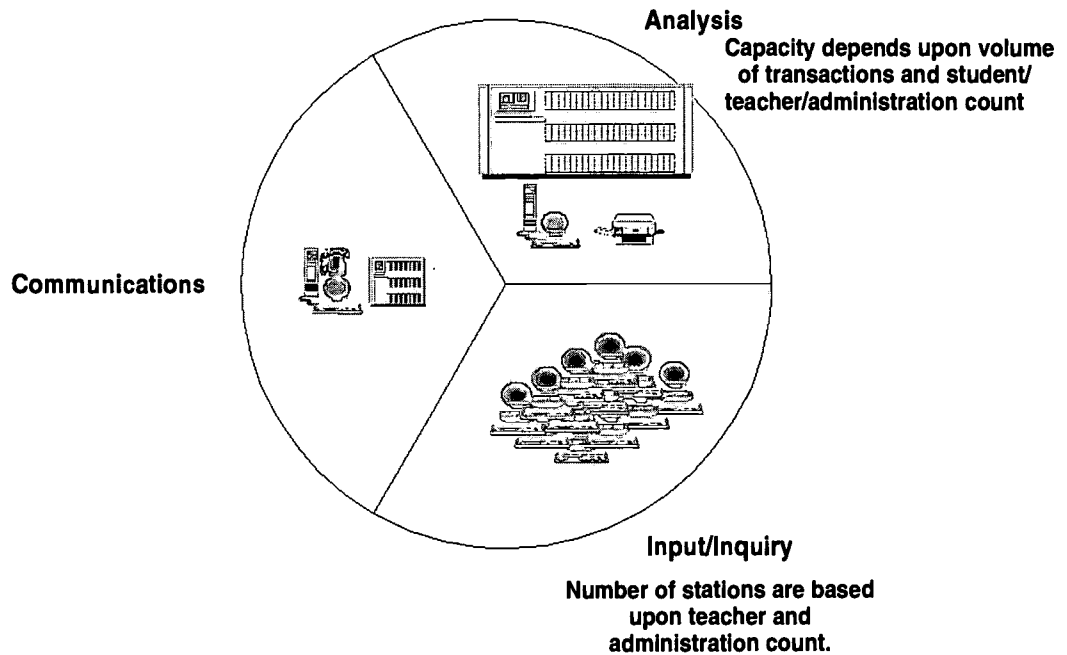 Analysis
Capacity depends upon volume
of transactions and student/
teacher/administration count
Communications
Input/Inquiry
Number of stations are based
upon teacher and
administration count.